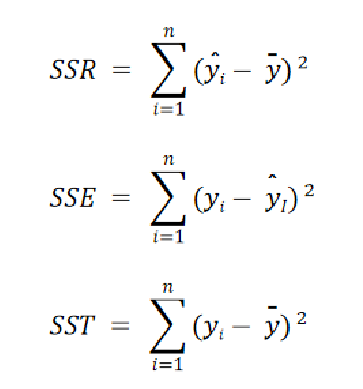 SSR = ∑_{i=1}^{n} (ŷ_i − ȳ)²
SSE = ∑_{i=1}^{n} (y_i − ŷ_I)²
SST = ∑_{i=1}^{n} (y_i − ȳ)²